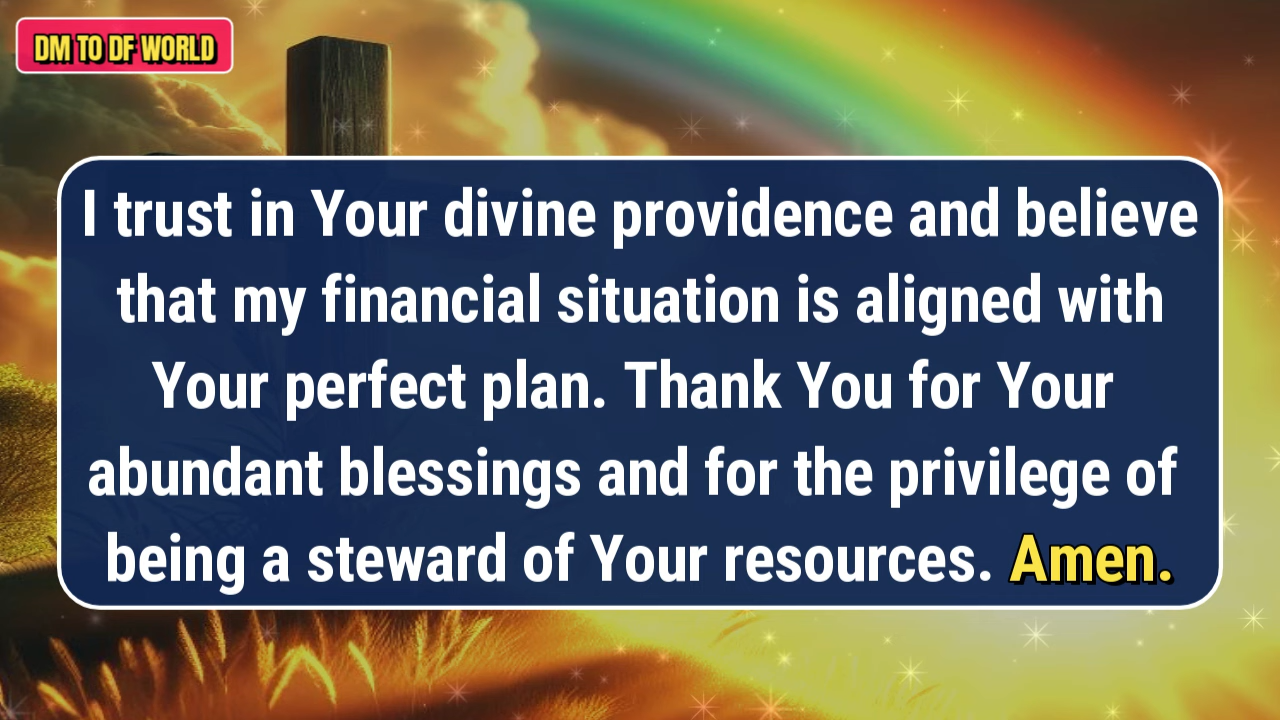 DM TO DF WORLD
I trust in Your divine providence and believe
that my financial situation is aligned with
Your perfect plan. Thank You for Your
abundant blessings and for the privilege of
being a steward of Your resources. Amen.